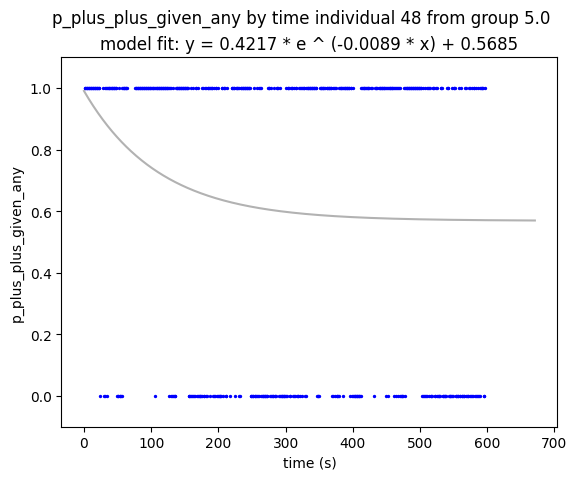 p_plus_plus_given_any by time individual 48 from group 5.0
model fit: y = 0.4217 * e ^ (-0.0089 * x) + 0.5685
1.0
0.8
0.6
0.4
0.2
0.0
p_plus_plus_given_any
0 100 200 300 400 500 600 700
time (s)